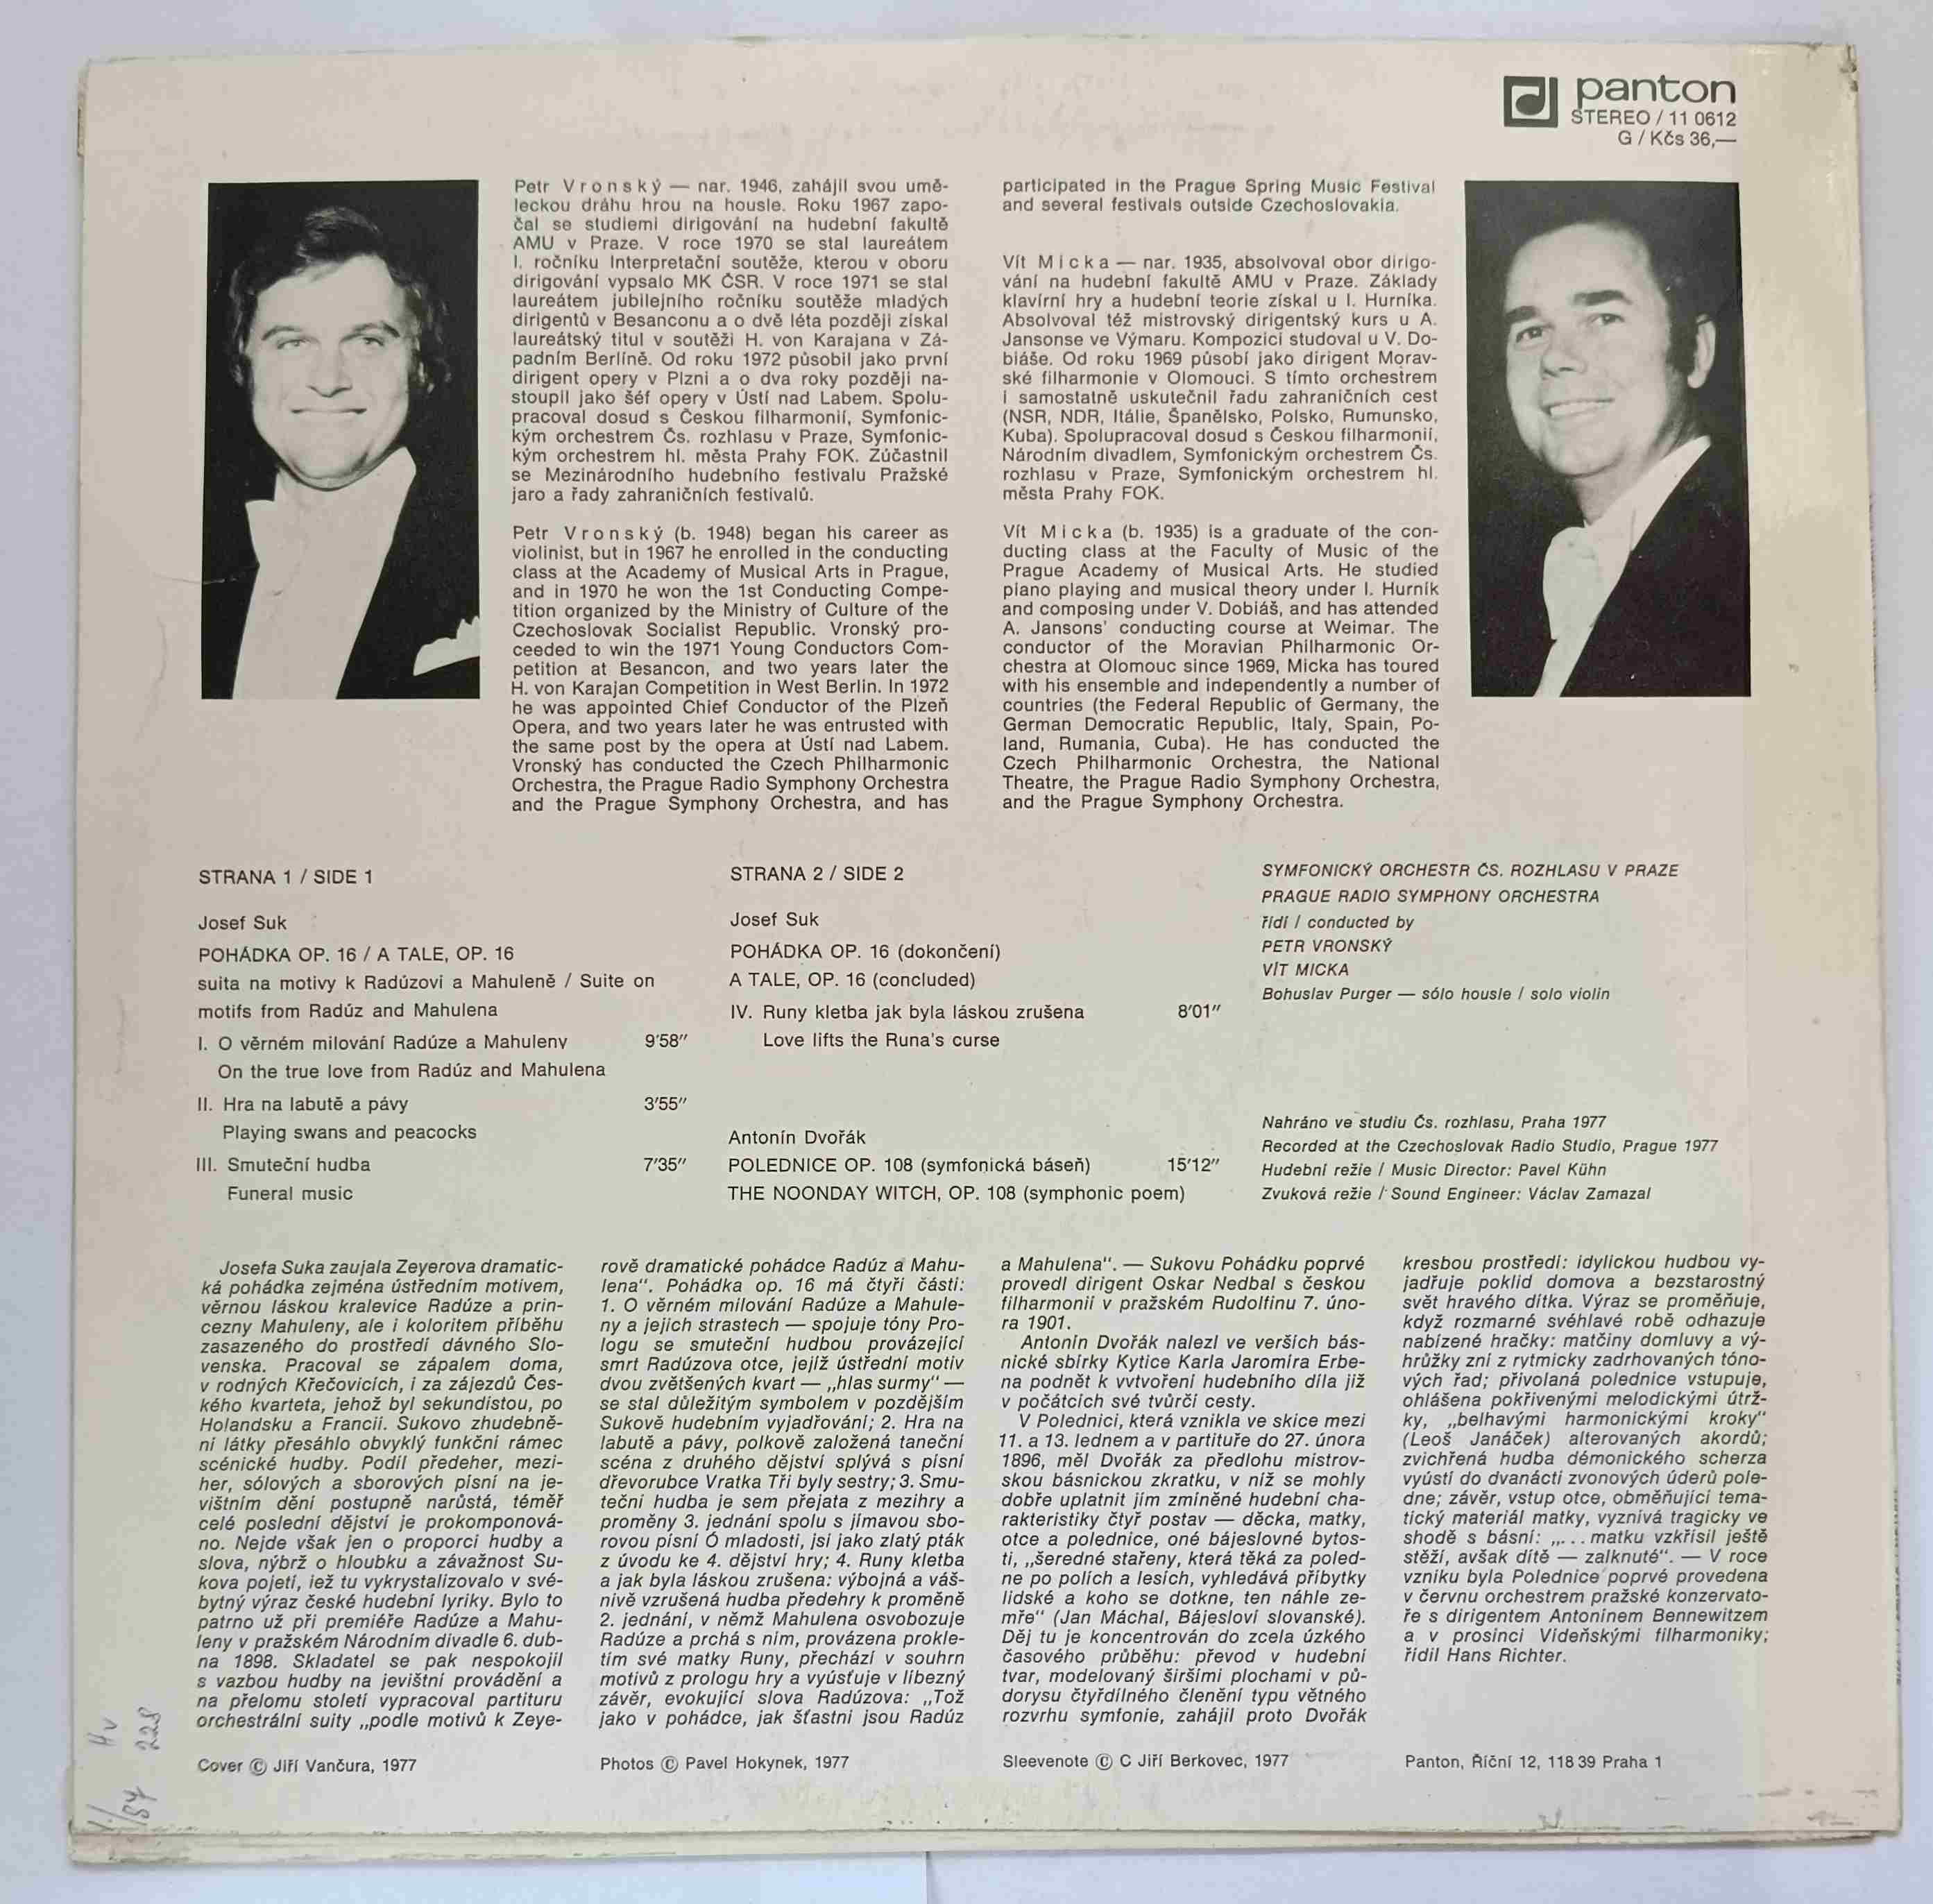 panton
STEREO / 11 0612
G / Kčs 36,—
Petr Vronský — nar. 1946, zahájil svou umě-
leckou dráhu hrou na housle. Roku 1967 zapo-
čal se studiemi dirigování na hudební fakultě
AMU v Praze. V roce 1970 se stal laureátem
I. ročníku Interpretační soutěže, kterou v oboru
dirigování vypsalo MK ČSR. V roce 1971 se stal
laureátem jubilejního ročníku soutěže mladých
dirigentů v Besanconu a o dvě léta později získal
laureátský titul v soutěži H. von Karajana v Zá-
padním Berlíně. Od roku 1972 působil jako první
dirigent opery v Plzni a o dva roky později na-
stoupil jako šéf opery v Ústí nad Labem. Spolu-
pracoval dosud s Českou filharmonií, Symfonic-
kým orchestrem Čs. rozhlasu v Praze, Symfonic-
kým orchestrem hl. města Prahy FOK. Zúčastnil
se Mezinárodního hudebního festivalu Pražské
jaro a řady zahraničních festivalů.
Petr Vronský (b. 1948) began his career as
violinist, but in 1967 he enrolled in the conducting
class at the Academy of Musical Arts in Prague,
and in 1970 he won the 1st Conducting Compe-
tition organized by the Ministry of Culture of the
Czechoslovak Socialist Republic. Vronský pro-
ceeded to win the 1971 Young Conductors Com-
petition at Besancon, and two years later the
H. von Karajan Competition in West Berlin. In 1972
he was appointed Chief Conductor of the Plzeň
Opera, and two years later he was entrusted with
the same post by the opera at Ústí nad Labem.
Vronský has conducted the Czech Philharmonic
Orchestra, the Prague Radio Symphony Orchestra
and the Prague Symphony Orchestra, and has
participated in the Prague Spring Music Festival
and several festivals outside Czechoslovakia.
Vít Micka — nar. 1935, absolvoval obor dirigo-
vání na hudební fakultě AMU v Praze. Základy
klavírní hry a hudební teorie získal u I. Hurníka.
Absolvoval též mistrovský dirigentský kurs u A.
Jansonse ve Výmaru. Kompozici studoval u V. Do-
biáše. Od roku 1969 působí jako dirigent Morav-
ské filharmonie v Olomouci. S tímto orchestrem
i samostatně uskutečnil řadu zahraničních cest
(NSR, NDR, Itálie, Španělsko, Polsko, Rumunsko,
Kuba). Spolupracoval dosud s Českou filharmonií,
Národním divadlem, Symfonickým orchestrem Čs.
rozhlasu v Praze, Symfonickým orchestrem hl.
města Prahy FOK.
Vít Micka (b. 1935) is a graduate of the con-
ducting class at the Faculty of Music of the
Prague Academy of Musical Arts. He studied
piano playing and musical theory under I. Hurník
and composing under V. Dobiáš, and has attended
A. Jansons' conducting course at Weimar. The
conductor of the Moravian Philharmonic Or-
chestra at Olomouc since 1969, Micka has toured
with his ensemble and independently a number of
countries (the Federal Republic of Germany, the
German Democratic Republic, Italy, Spain, Po-
land, Rumania, Cuba). He has conducted the
Czech Philharmonic Orchestra, the National
Theatre, the Prague Radio Symphony Orchestra,
and the Prague Symphony Orchestra.
STRANA 1 / SIDE 1
Josef Suk
POHÁDKA OP. 16 / A TALE, OP. 16
suita na motivy k Radúzovi a Mahuleně / Suite on
motifs from Radúz and Mahulena
I. O věrném milování Radúze a Mahuleny 9′58″
On the true love from Radúz and Mahulena
II. Hra na labutě a pávy 3′55″
Playing swans and peacocks
III. Smuteční hudba 7′35″
Funeral music
STRANA 2 / SIDE 2
Josef Suk
POHÁDKA OP. 16 (dokončení)
A TALE, OP. 16 (concluded)
IV. Runy kletba jak byla láskou zrušena 8′01″
Love lifts the Runa's curse
Antonín Dvořák
POLEDNICE OP. 108 (symfonická báseň) 15′12″
THE NOONDAY WITCH, OP. 108 (symphonic poem)
SYMFONICKÝ ORCHESTR ČS. ROZHLASU V PRAZE
PRAGUE RADIO SYMPHONY ORCHESTRA
řídí / conducted by
PETR VRONSKÝ
VÍT MICKA
Bohuslav Purger — sólo housle / solo violin
Nahráno ve studiu Čs. rozhlasu, Praha 1977
Recorded at the Czechoslovak Radio Studio, Prague 1977
Hudební režie / Music Director: Pavel Kühn
Zvuková režie / Sound Engineer: Václav Zamazal
Josefa Suka zaujala Zeyerova dramatic-
ká pohádka zejména ústředním motivem,
věrnou láskou kralevice Radúze a prin-
cezny Mahuleny, ale i koloritem příběhu
zasazeného do prostředí dávného Slo-
venska. Pracoval se zápalem doma,
v rodných Křečovicích, i za zájezdů Čes-
kého kvarteta, jehož byl sekundistou, po
Holandsku a Francii. Sukovo zhudebně-
ní látky přesáhlo obvyklý funkční rámec
scénické hudby. Podíl předeher, mezi-
her, sólových a sborových písní na je-
vištním dění postupně narůstá, téměř
celé poslední dějství je prokomponová-
no. Nejde však jen o proporci hudby a
slova, nýbrž o hloubku a závažnost Su-
kova pojetí, jež tu vykrystalizovalo v své-
bytný výraz české hudební lyriky. Bylo to
patrno už při premiéře Radúze a Mahu-
leny v pražském Národním divadle 6. dub-
na 1898. Skladatel se pak nespokojil
s vazbou hudby na jevištní provádění a
na přelomu století vypracoval partituru
orchestrální suity „podle motivů k Zeye-
rově dramatické pohádce Radúz a Mahu-
lena“. Pohádka op. 16 má čtyři části:
1. O věrném milování Radúze a Mahule-
ny a jejich strastech — spojuje tóny Pro-
logu se smuteční hudbou provázející
smrt Radúzova otce, jejíž ústřední motiv
dvou zvětšených kvart — „hlas surmy“ —
se stal důležitým symbolem v pozdějším
Sukově hudebním vyjadřování; 2. Hra na
labutě a pávy, polkově založená taneční
scéna z druhého dějství splývá s písní
dřevorubce Vratka Tři byly sestry; 3. Smu-
teční hudba je sem přejata z mezihry a
proměny 3. jednání spolu s jímavou sbo-
rovou písní Ó mladosti, jsi jako zlatý pták
z úvodu ke 4. dějství hry; 4. Runy kletba
a jak byla láskou zrušena: výbojná a váš-
nivě vzrušená hudba předehry k proměně
2. jednání, v němž Mahulena osvobozuje
Radúze a prchá s ním, provázena prokle-
tím své matky Runy, přechází v souhrn
motivů z prologu hry a vyúsťuje v líbezný
závěr, evokující slova Radúzova: „Tož
jako v pohádce, jak šťastni jsou Radúz
a Mahulena“. — Sukovu Pohádku poprvé
provedl dirigent Oskar Nedbal s českou
filharmonií v pražském Rudolfinu 7. úno-
ra 1901.
Antonín Dvořák nalezl ve verších bás-
nické sbírky Kytice Karla Jaromíra Erbe-
na podnět k vytvoření hudebního díla již
v počátcích své tvůrčí cesty.
V Polednici, která vznikla ve skice mezi
11. a 13. lednem a v partituře do 27. února
1896, měl Dvořák za předlohu mistrov-
skou básnickou zkratku, v níž se mohly
dobře uplatnit jím zmíněné hudební cha-
rakteristiky čtyř postav — děcka, matky,
otce a polednice, oné bájeslovné bytos-
ti, „šeredné stařeny, která těká za poled-
ne po polích a lesích, vyhledává příbytky
lidské a koho se dotkne, ten náhle ze-
mře“ (Jan Máchal, Bájesloví slovanské).
Děj tu je koncentrován do zcela úzkého
časového průběhu: převod v hudební
tvar, modelovaný širšími plochami v pů-
dorysu čtyřdílného členění typu větného
rozvrhu symfonie, zahájil proto Dvořák
kresbou prostředí: idylickou hudbou vy-
jadřuje poklid domova a bezstarostný
svět hravého dítka. Výraz se proměňuje,
když rozmarné svéhlavé robě odhazuje
nabízené hračky: matčiny domluvy a vý-
hrůžky zní z rytmicky zadrhovaných tóno-
vých řad; přivolaná polednice vstupuje,
ohlášena pokřivenými melodickými útrž-
ky, „belhavými harmonickými kroky“
(Leoš Janáček) alterovaných akordů;
zvichřená hudba démonického scherza
vyústí do dvanácti zvonových úderů pole-
dne; závěr, vstup otce, obměňující tema-
tický materiál matky, vyznívá tragicky ve
shodě s básní: „... matku vzkřísil ještě
stěží, avšak dítě — zalknuté“. — V roce
vzniku byla Polednice poprvé provedena
v červnu orchestrem pražské konzervato-
ře s dirigentem Antonínem Bennewitzem
a v prosinci Vídeňskými filharmoniky;
řídil Hans Richter.
Cover © Jiří Vančura, 1977
Photos © Pavel Hokynek, 1977
Sleevenote © C Jiří Berkovec, 1977
Panton, Říční 12, 118 39 Praha 1
Hv
228